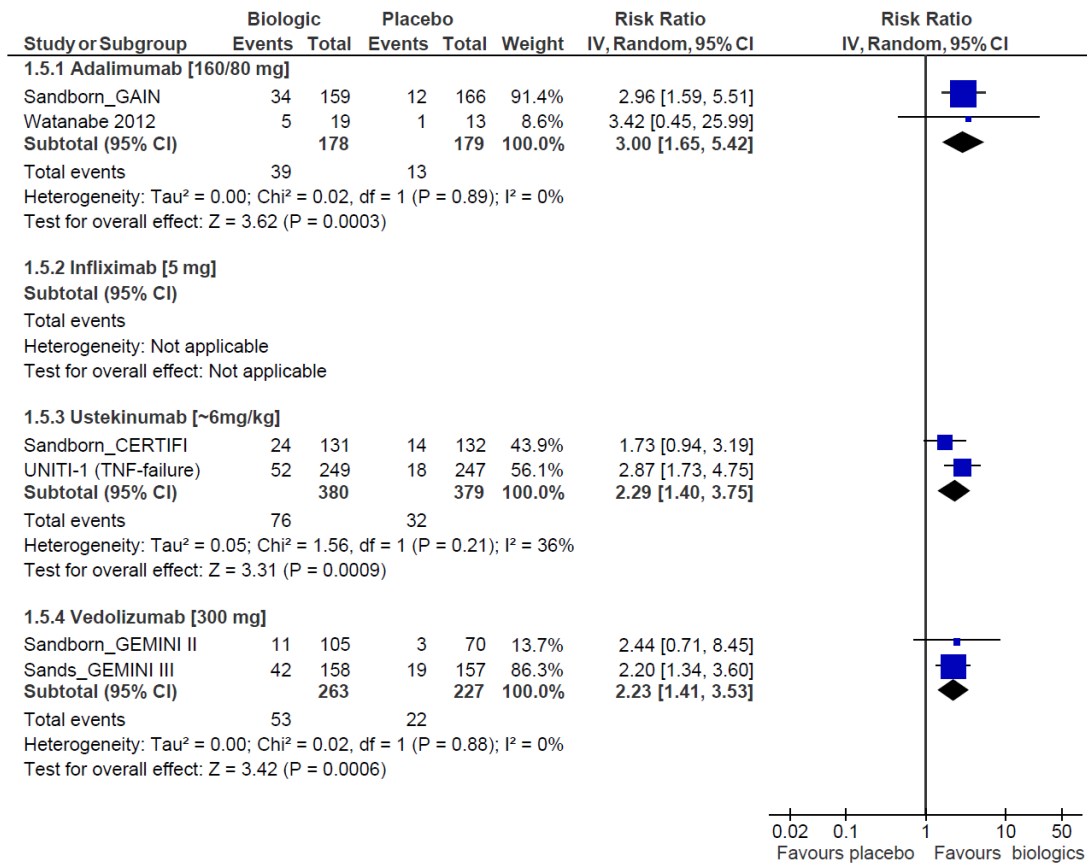 Biologic Placebo Risk Ratio Risk Ratio
Study or Subgroup Events Total Events Total Weight IV, Random, 95% CI IV, Random, 95% CI
1.5.1 Adalimumab [160/80 mg]
Sandborn_GAIN 34 159 12 166 91.4% 2.96 [1.59, 5.51]
Watanabe 2012 5 19 1 13 8.6% 3.42 [0.45, 25.99]
Subtotal (95% CI) 178 179 100.0% 3.00 [1.65, 5.42]
Total events 39 13
Heterogeneity: Tau² = 0.00; Chi² = 0.02, df = 1 (P = 0.89); I² = 0%
Test for overall effect: Z = 3.62 (P = 0.0003)
1.5.2 Infliximab [5 mg]
Subtotal (95% CI)
Total events
Heterogeneity: Not applicable
Test for overall effect: Not applicable
1.5.3 Ustekinumab [~6mg/kg]
Sandborn_CERTIFI 24 131 14 132 43.9% 1.73 [0.94, 3.19]
UNITI-1 (TNF-failure) 52 249 18 247 56.1% 2.87 [1.73, 4.75]
Subtotal (95% CI) 380 379 100.0% 2.29 [1.40, 3.75]
Total events 76 32
Heterogeneity: Tau² = 0.05; Chi² = 1.56, df = 1 (P = 0.21); I² = 36%
Test for overall effect: Z = 3.31 (P = 0.0009)
1.5.4 Vedolizumab [300 mg]
Sandborn_GEMINI II 11 105 3 70 13.7% 2.44 [0.71, 8.45]
Sands_GEMINI III 42 158 19 157 86.3% 2.20 [1.34, 3.60]
Subtotal (95% CI) 263 227 100.0% 2.23 [1.41, 3.53]
Total events 53 22
Heterogeneity: Tau² = 0.00; Chi² = 0.02, df = 1 (P = 0.88); I² = 0%
Test for overall effect: Z = 3.42 (P = 0.0006)
0.02 0.1 1 10 50
Favours placebo Favours biologics